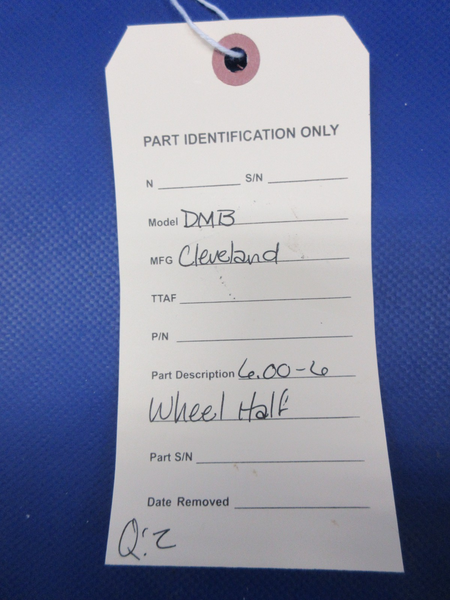 PART IDENTIFICATION ONLY
N S/N
Model DMB
MFG Cleveland
TTAF
P/N
Part Description 6.00-6
Wheel Half
Part S/N
Date Removed
Q:2